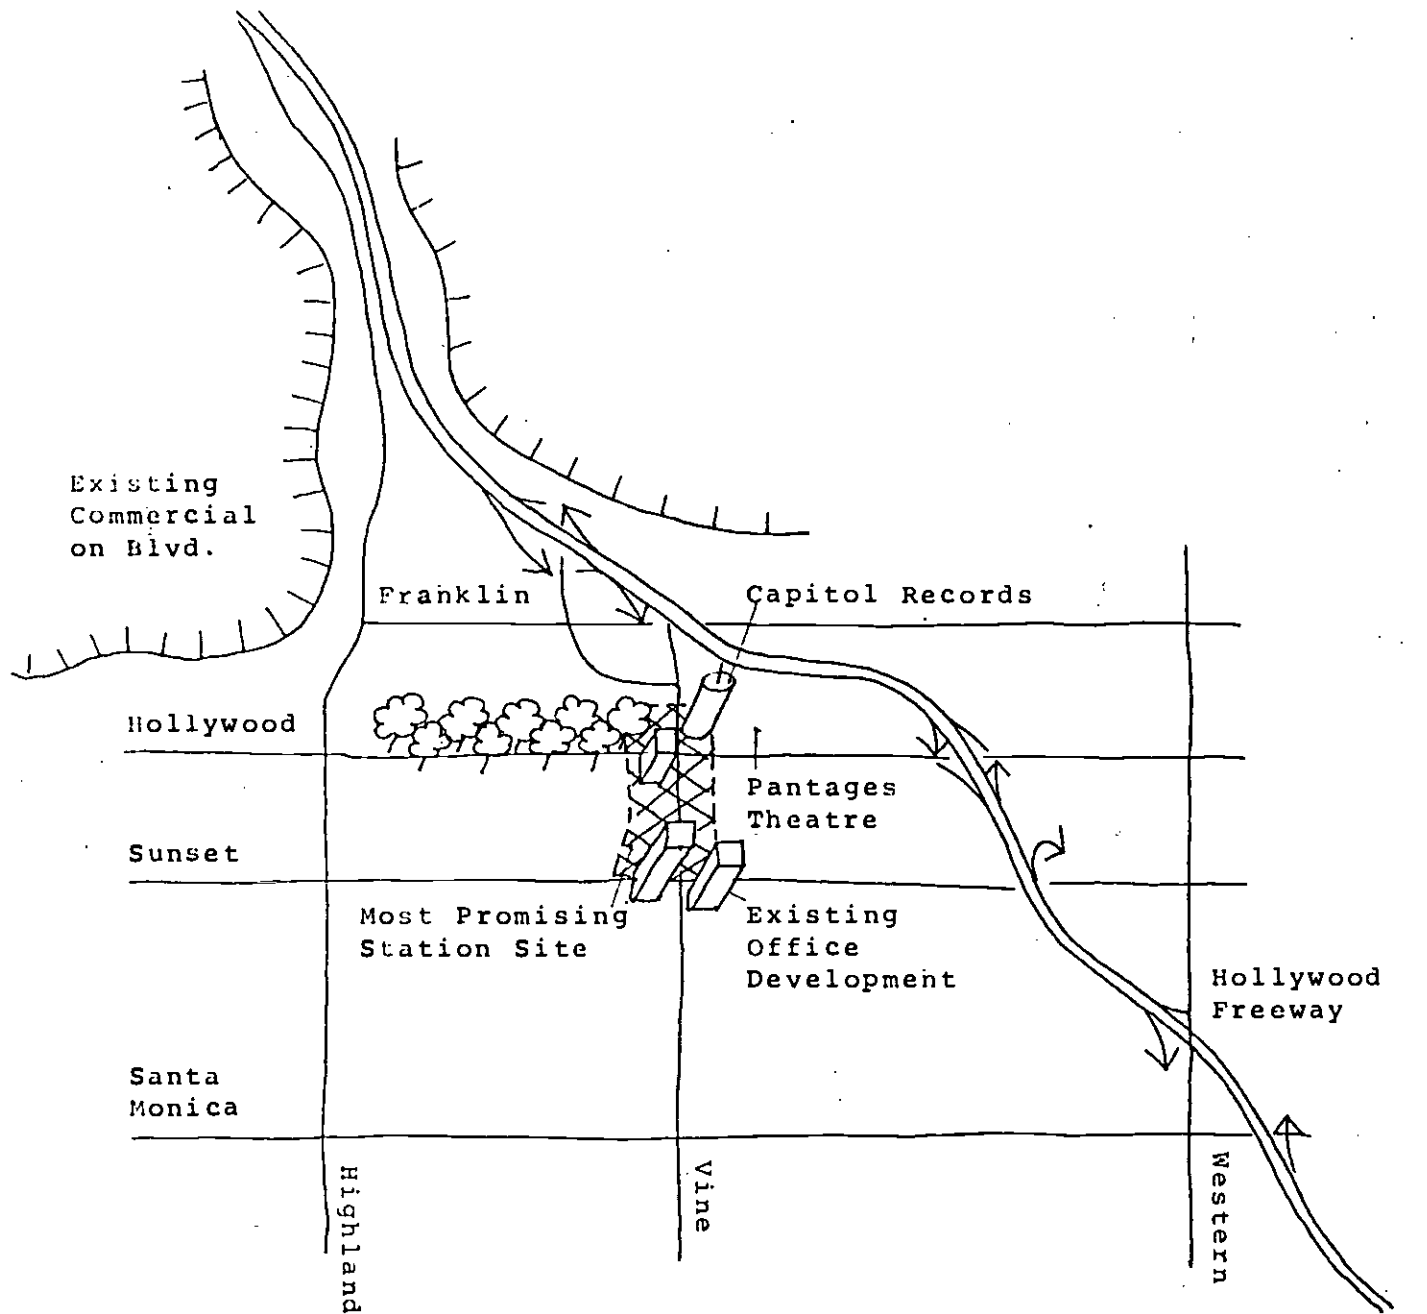 Existing
Commercial
on Blvd.
Franklin
Capitol Records
Hollywood
Pantages
Theatre
Sunset
Most Promising
Station Site
Existing
Office
Development
Hollywood
Freeway
Santa
Monica
Highland
Vine
Western